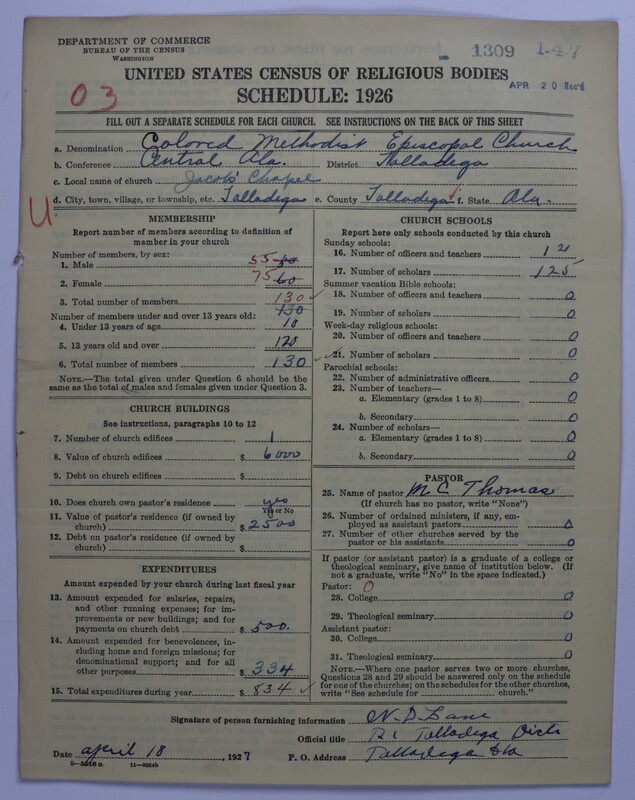 DEPARTMENT OF COMMERCE
BUREAU OF THE CENSUS
WASHINGTON
1309 1-4-7
APR 20 Rec'd
UNITED STATES CENSUS OF RELIGIOUS BODIES
SCHEDULE: 1926
03
FILL OUT A SEPARATE SCHEDULE FOR EACH CHURCH. SEE INSTRUCTIONS ON THE BACK OF THIS SHEET
a. Denomination Colored Methodist Episcopal Church
b. Conference Central Ala. District Talladega
c. Local name of church Jacobs Chapel
U
d. City, town, village, or township, etc. Talladega e. County Talladega f. State Ala.
MEMBERSHIP
Report number of members according to definition of
member in your church
Number of members, by sex:
1. Male 55
2. Female 75 60
3. Total number of members 130
130
Number of members under and over 13 years old:
4. Under 13 years of age 10
5. 13 years old and over 120
6. Total number of members 130
NOTE.—The total given under Question 6 should be the
same as the total of males and females given under Question 3.
CHURCH BUILDINGS
See instructions, paragraphs 10 to 12
7. Number of church edifices 1
8. Value of church edifices $ 6000
9. Debt on church edifices $
10. Does church own pastor's residence yes
Yes or No
11. Value of pastor's residence (if owned by
church) $ 2500
12. Debt on pastor's residence (if owned by
church) $
EXPENDITURES
Amount expended by your church during last fiscal year
13. Amount expended for salaries, repairs,
and other running expenses; for im-
provements or new buildings; and for
payments on church debt $ 500.
14. Amount expended for benevolences, in-
cluding home and foreign missions; for
denominational support; and for all
other purposes $ 334
15. Total expenditures during year $ 834
CHURCH SCHOOLS
Report here only schools conducted by this church
Sunday schools:
16. Number of officers and teachers 12
17. Number of scholars 125
Summer vacation Bible schools:
18. Number of officers and teachers 0
19. Number of scholars 0
Week-day religious schools:
20. Number of officers and teachers 0
21. Number of scholars 0
Parochial schools:
22. Number of administrative officers 0
23. Number of teachers—
a. Elementary (grades 1 to 8) 0
b. Secondary 0
24. Number of scholars—
a. Elementary (grades 1 to 8) 0
b. Secondary 0
PASTOR
25. Name of pastor M C Thomas
(If church has no pastor, write "None")
26. Number of ordained ministers, if any, em-
ployed as assistant pastors 0
27. Number of other churches served by the
pastor or his assistants 0
If pastor (or assistant pastor) is a graduate of a college or
theological seminary, give name of institution below. (If
not a graduate, write "No" in the space indicated.)
Pastor: 0
28. College 0
29. Theological seminary 0
Assistant pastor:
30. College 0
31. Theological seminary 0
NOTE.—Where one pastor serves two or more churches,
Questions 28 and 29 should be answered only on the schedule
for one of the churches; on the schedules for the other churches,
write "See schedule for church."
Signature of person furnishing information N. D. Lane
Official title Talladega
Date April 18, 1927 P. O. Address Talladega Ala